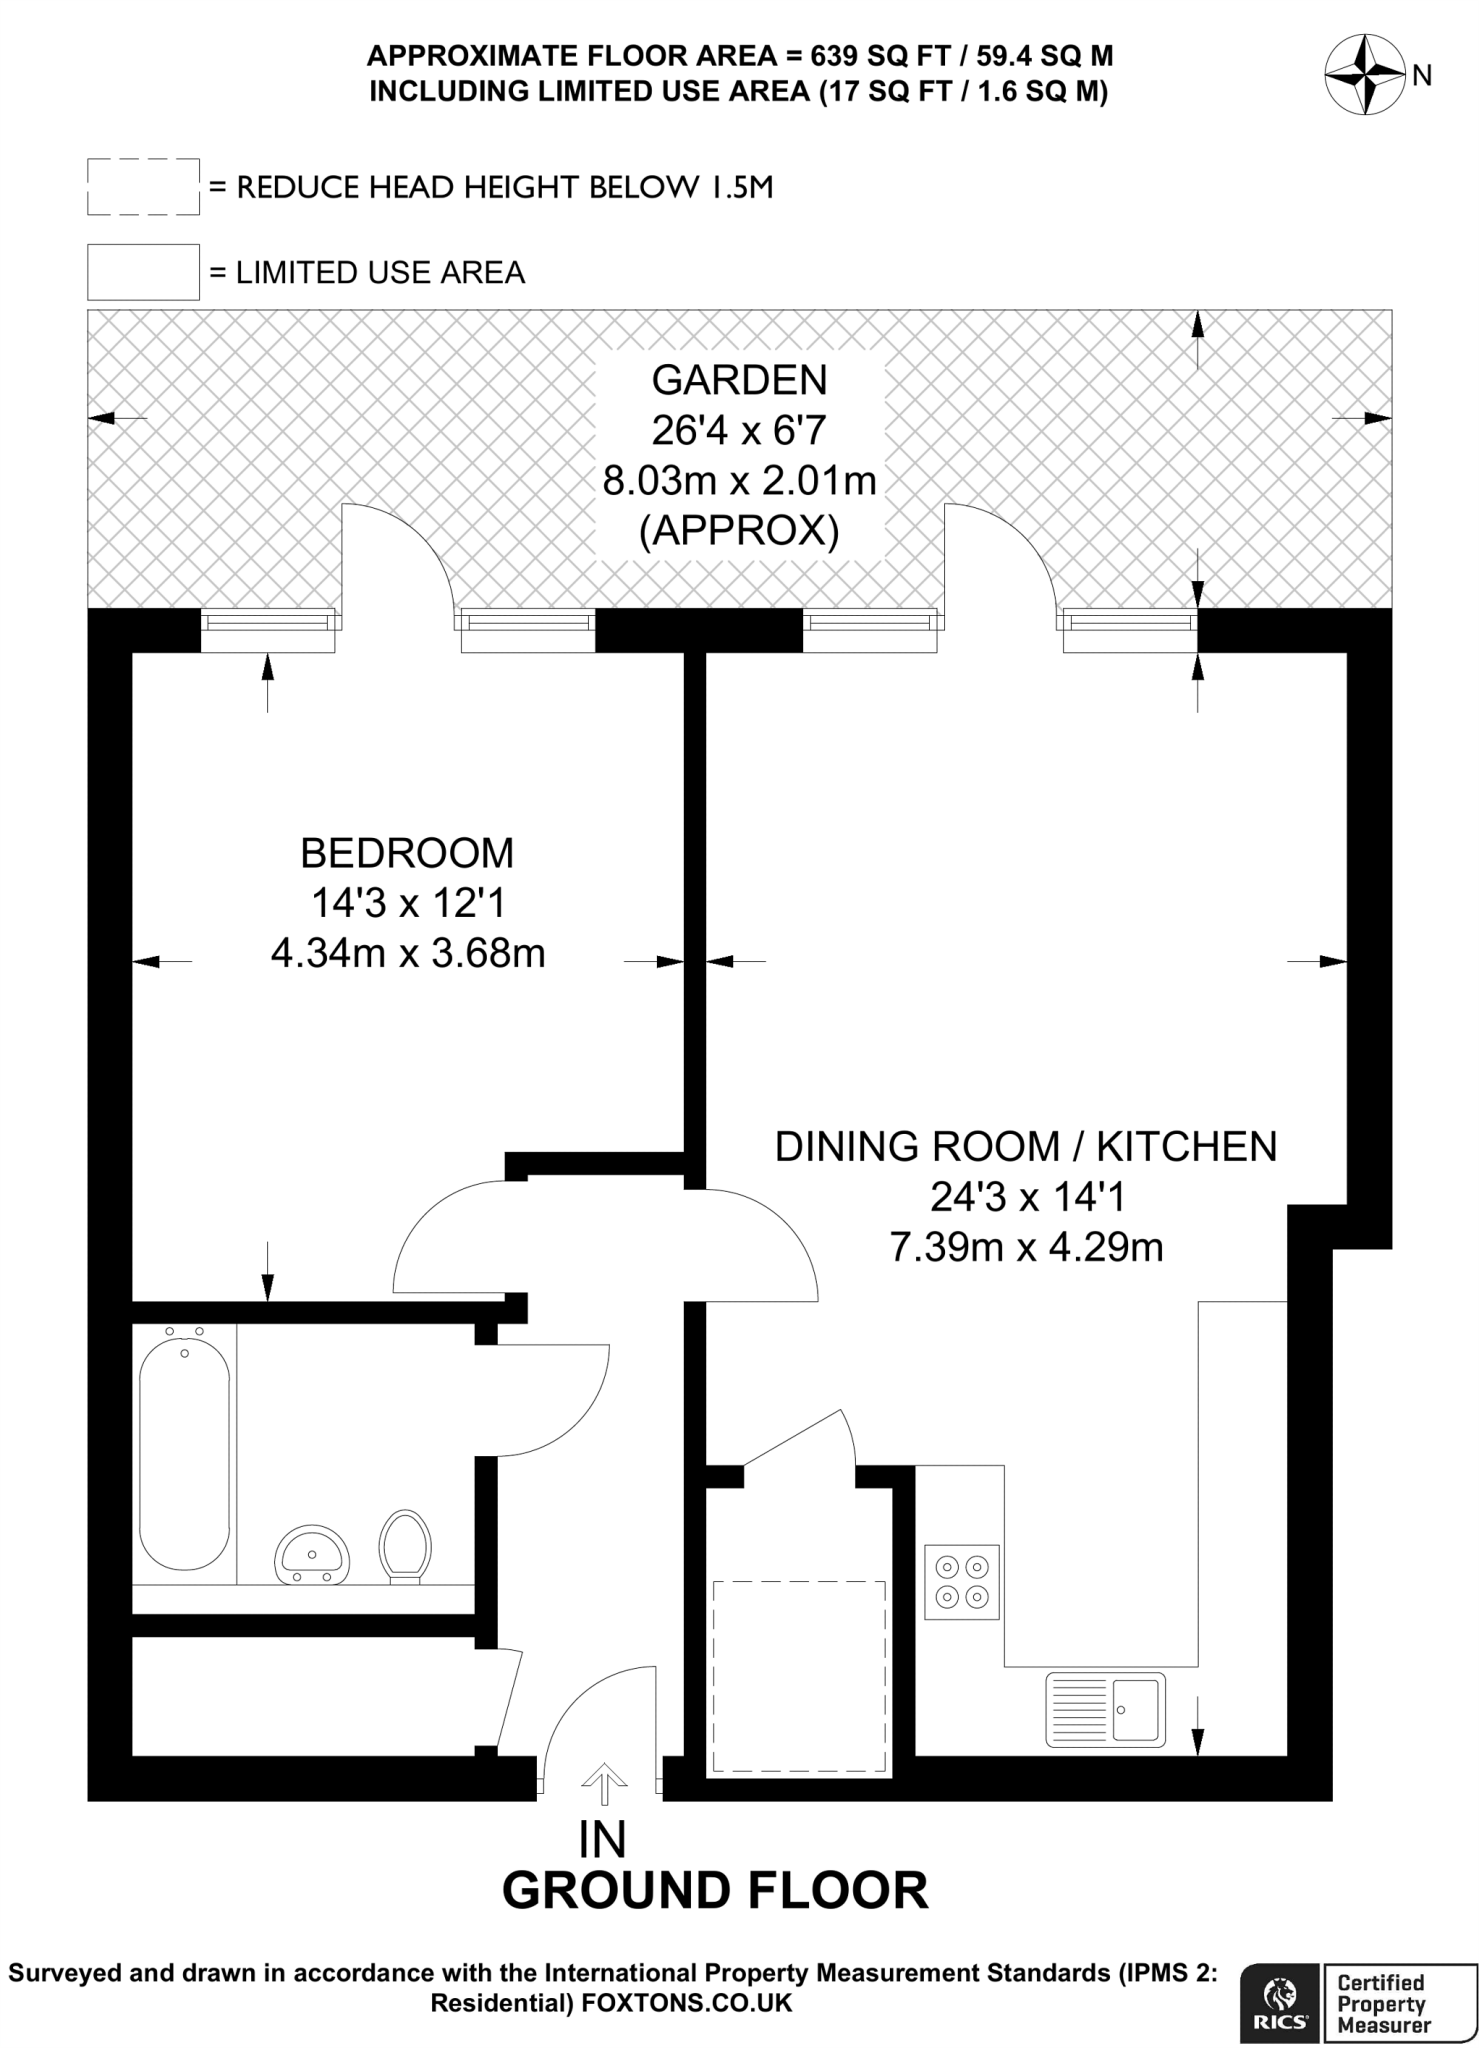 APPROXIMATE FLOOR AREA = 639 SQ FT / 59.4 SQ M
INCLUDING LIMITED USE AREA (17 SQ FT / 1.6 SQ M)
N
= REDUCE HEAD HEIGHT BELOW 1.5M
= LIMITED USE AREA
GARDEN
26'4 x 6'7
8.03m x 2.01m
(APPROX)
BEDROOM
14'3 x 12'1
4.34m x 3.68m
DINING ROOM / KITCHEN
24'3 x 14'1
7.39m x 4.29m
IN
GROUND FLOOR
Surveyed and drawn in accordance with the International Property Measurement Standards (IPMS 2:
Residential) FOXTONS.CO.UK
RICS
Certified
Property
Measurer